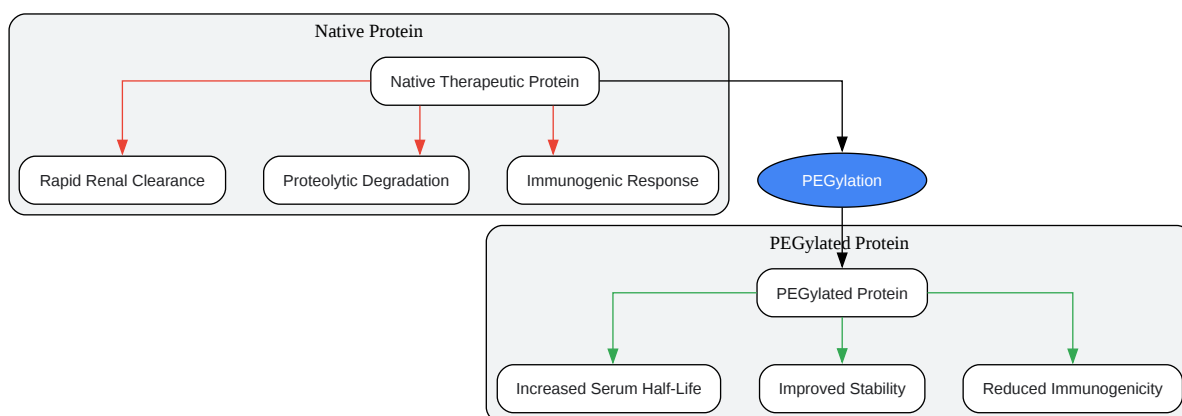 Native Protein
Native Therapeutic Protein
Rapid Renal Clearance
Proteolytic Degradation
Immunogenic Response
PEGylation
PEGylated Protein
PEGylated Protein
Increased Serum Half-Life
Improved Stability
Reduced Immunogenicity